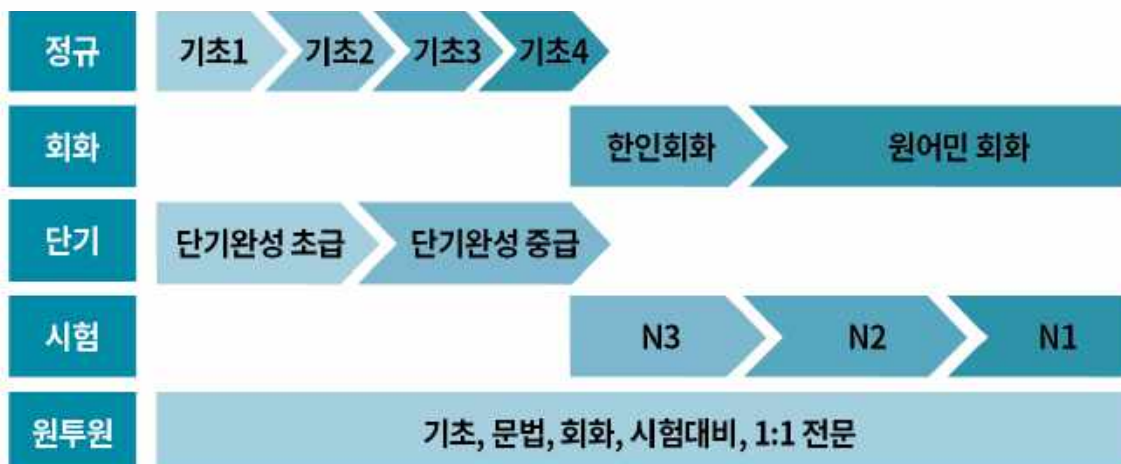 정규 기초1 기초2 기초3 기초4
회화 한인회화 원어민 회화
단기 단기완성 초급 단기완성 중급
시험 N3 N2 N1
원투원 기초, 문법, 회화, 시험대비, 1:1 전문